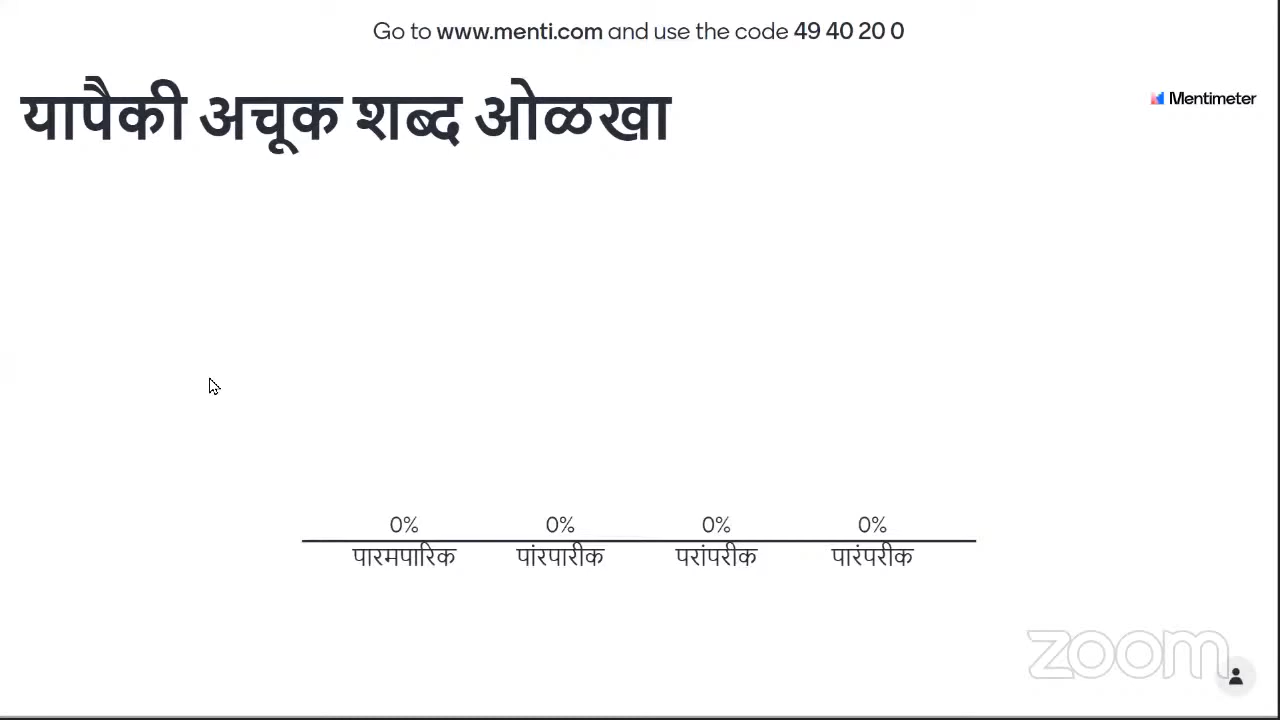 Go to www.menti.com and use the code 49 40 20 0
यापैकी अचूक शब्द ओळखा
Mentimeter
0% 0% 0% 0%
पारमपारिक पांरपारीक परांपरीक पारंपरीक
zoom